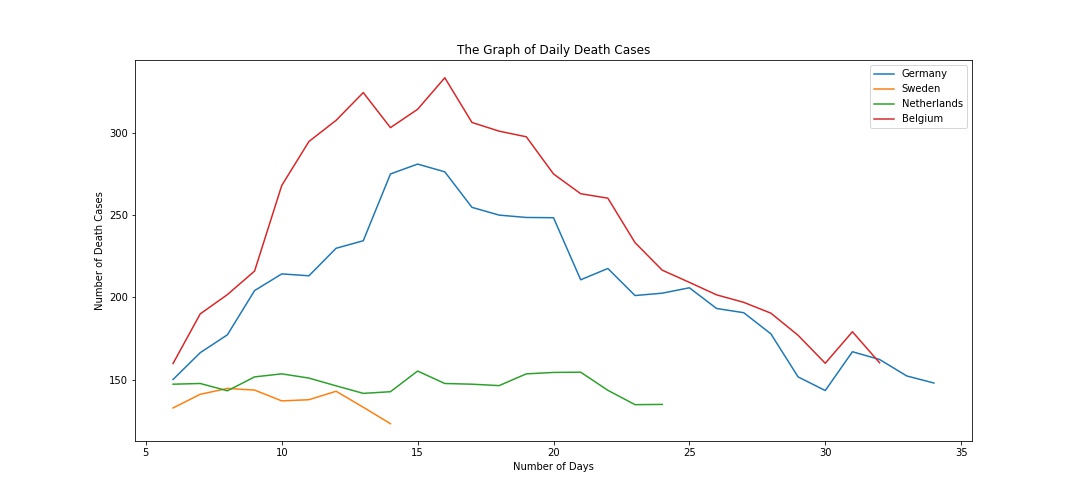 The Graph of Daily Death Cases
Germany
Sweden
Netherlands
Belgium
Number of Death Cases
300
250
200
150
5 10 15 20 25 30 35
Number of Days